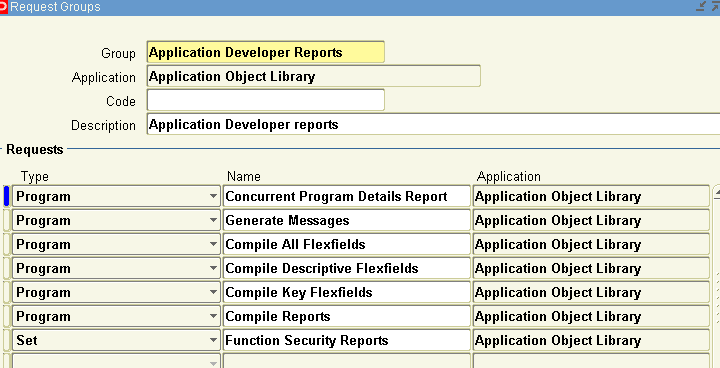 Request Groups
Group Application Developer Reports
Application Application Object Library
Code
Description Application Developer reports
Requests
Type Name Application
Program Concurrent Program Details Report Application Object Library
Program Generate Messages Application Object Library
Program Compile All Flexfields Application Object Library
Program Compile Descriptive Flexfields Application Object Library
Program Compile Key Flexfields Application Object Library
Program Compile Reports Application Object Library
Set Function Security Reports Application Object Library